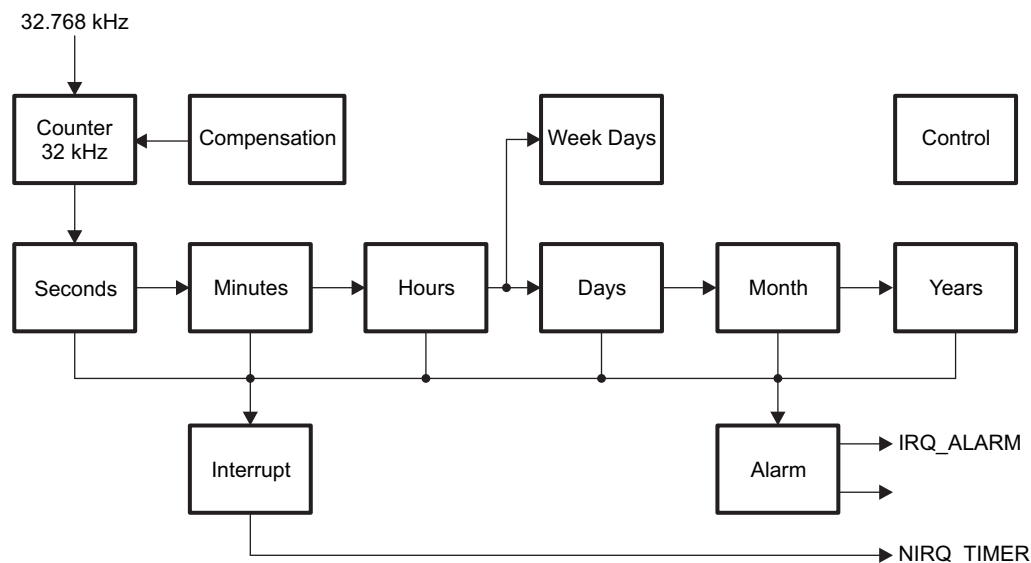 32.768 kHz
Counter
32 kHz
Compensation
Week Days
Control
Seconds
Minutes
Hours
Days
Month
Years
Interrupt
Alarm
IRQ_ALARM
NIRQ_TIMER